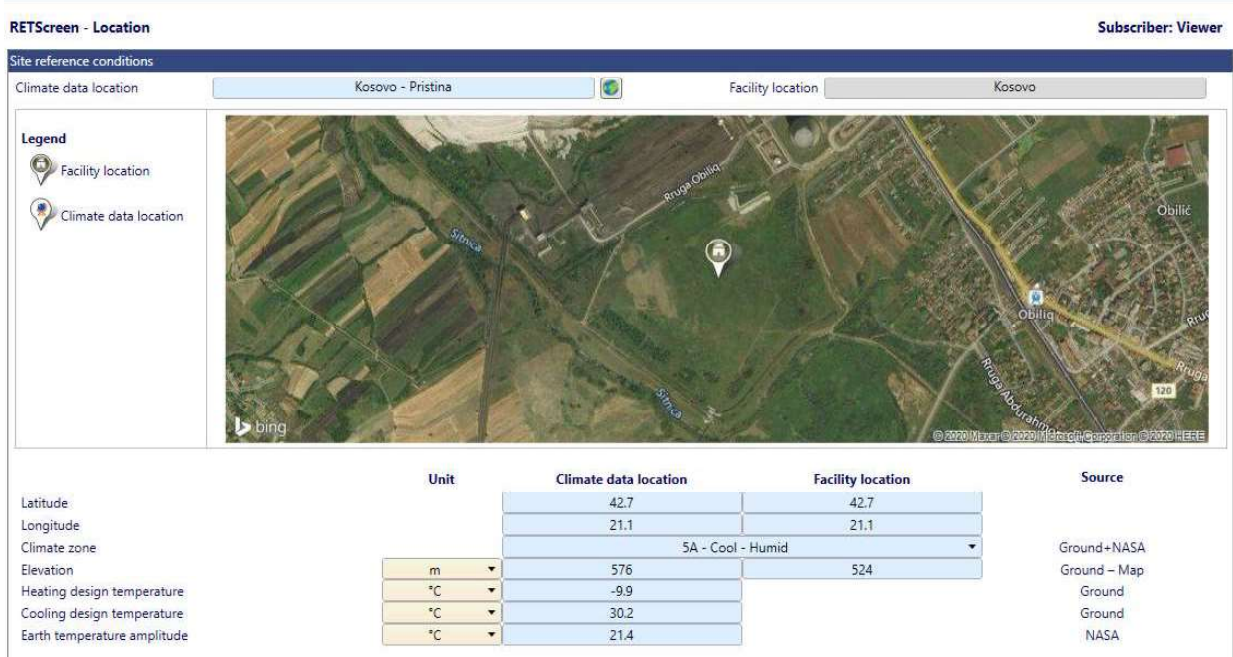 RETScreen - Location Subscriber: Viewer
Site reference conditions
Climate data location Kosovo - Pristina Facility location Kosovo
Legend
Facility location
Climate data location
Rruga Obiliq
Sitnica
Obilić
Obiliq
Rruga
Rruga
Sitnica
Rruga Abdurahm
120
bing
© 2020 Maxar © 2020 Microsoft Corporation © 2020 HERE
Unit Climate data location Facility location Source
Latitude 42.7 42.7
Longitude 21.1 21.1
Climate zone 5A - Cool - Humid Ground+NASA
Elevation m 576 524 Ground – Map
Heating design temperature °C -9.9 Ground
Cooling design temperature °C 30.2 Ground
Earth temperature amplitude °C 21.4 NASA